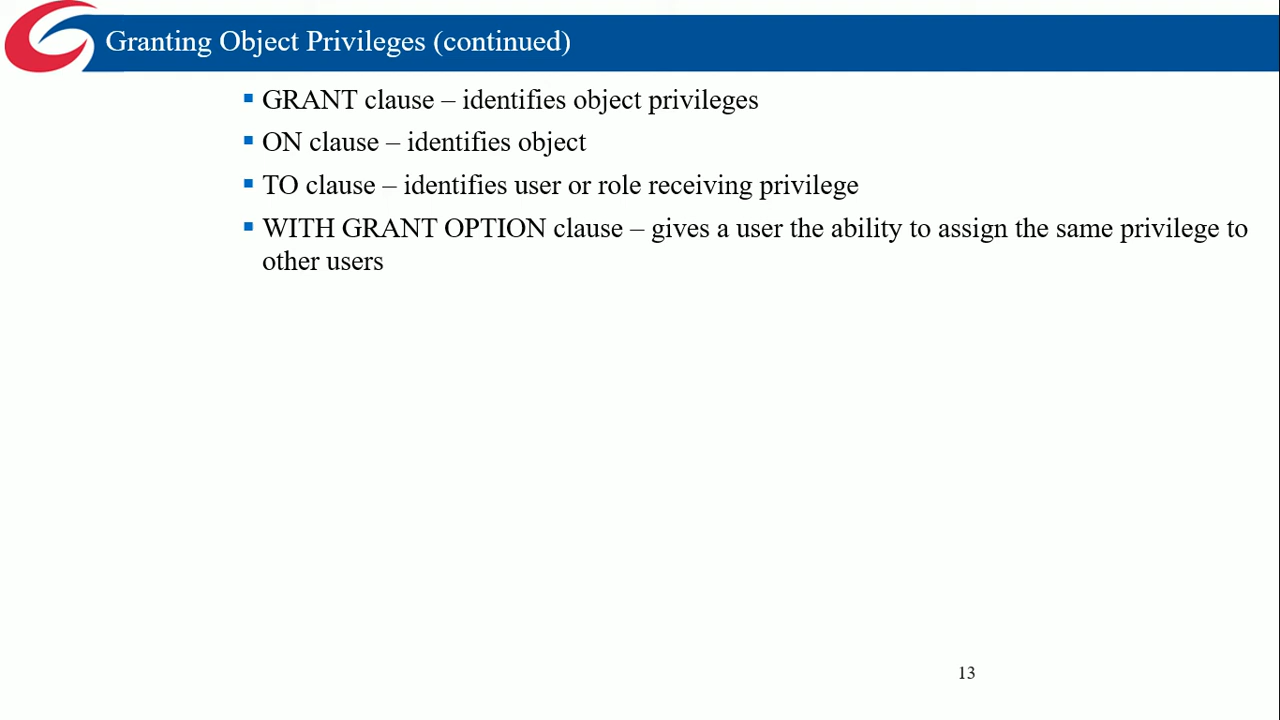 Granting Object Privileges (continued)
▪ GRANT clause – identifies object privileges
▪ ON clause – identifies object
▪ TO clause – identifies user or role receiving privilege
▪ WITH GRANT OPTION clause – gives a user the ability to assign the same privilege to
other users
13